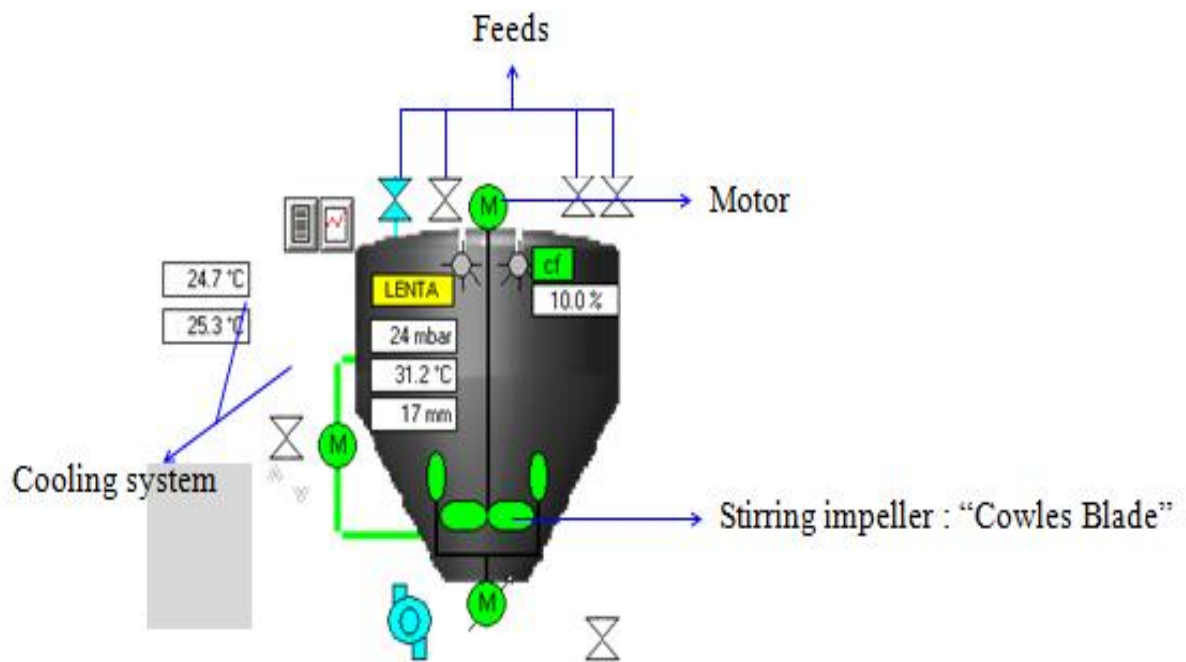 Feeds
M
Motor
24.7 °C
25.3 °C
LENTA
cf
10.0 %
24 mbar
31.2 °C
17 mm
M
Cooling system
Stirring impeller : “Cowles Blade”
M